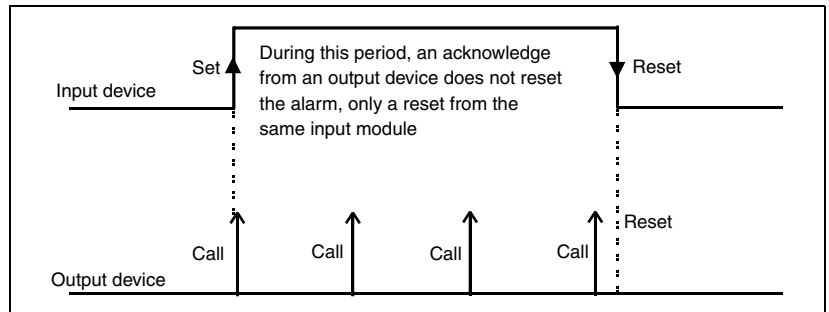 During this period, an acknowledge
Set
from an output device does not reset
Reset
Input device
the alarm, only a reset from the
same input module
Reset
Call
Call
Call
Call
Output device